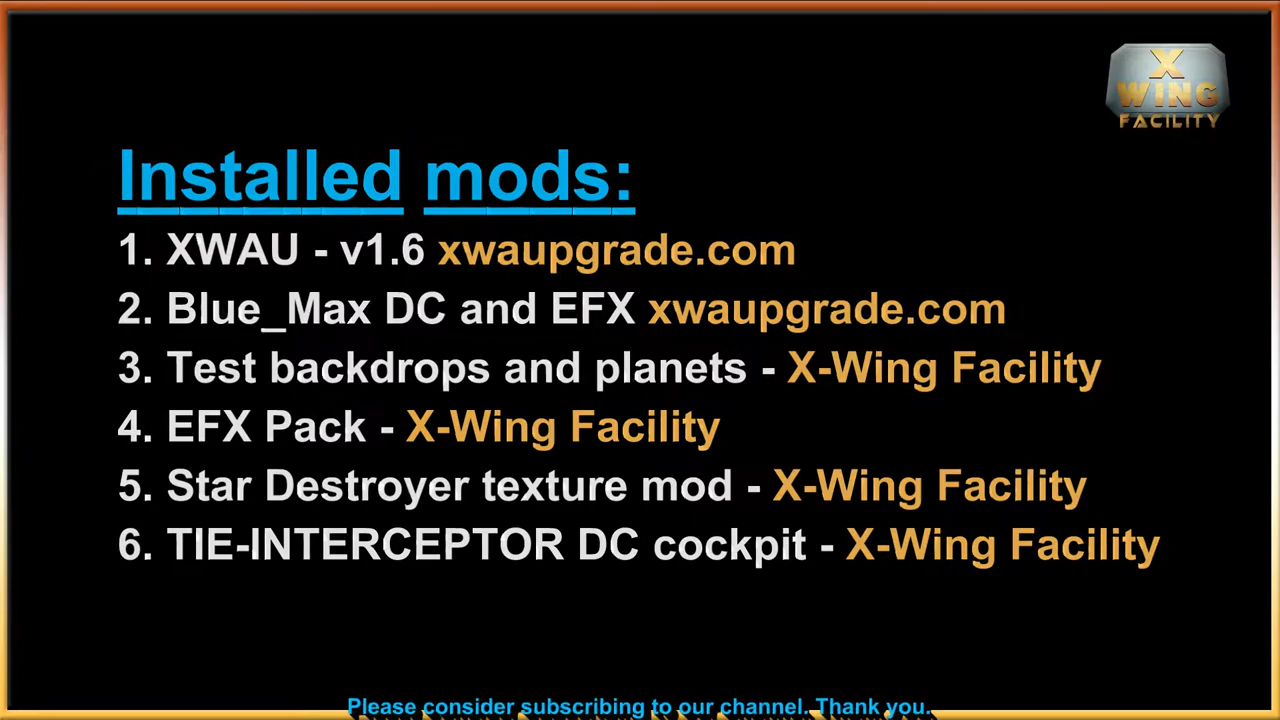 X
WING
FACILITY
Installed mods:
1. XWAU - v1.6 xwaupgrade.com
2. Blue_Max DC and EFX xwaupgrade.com
3. Test backdrops and planets - X-Wing Facility
4. EFX Pack - X-Wing Facility
5. Star Destroyer texture mod - X-Wing Facility
6. TIE-INTERCEPTOR DC cockpit - X-Wing Facility
Please consider subscribing to our channel. Thank you.